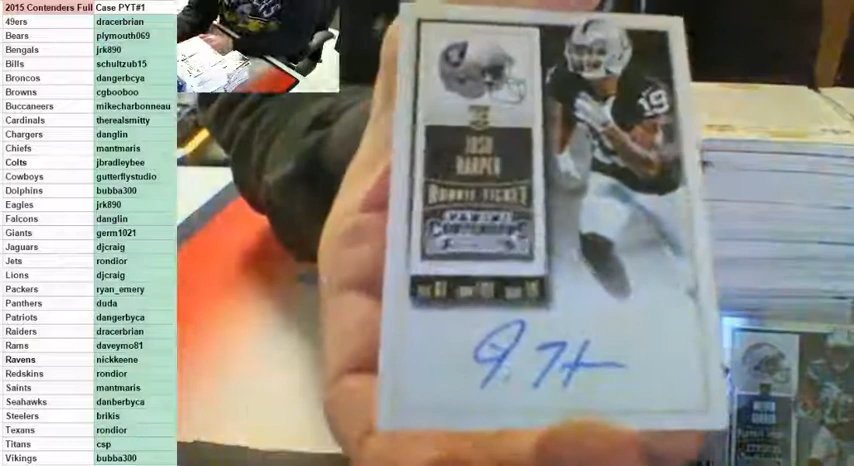 2015 Contenders Full Case PYT#1
49ers dracerbrian
Bears plymouth069
Bengals jrk890
Bills schultzub15
Broncos dangerbcya
Browns cgbooboo
Buccaneers mikecharbonneau
Cardinals therealsmitty
Chargers danglin
Chiefs mantmaris
Colts jbradleybee
Cowboys gutterflystudio
Dolphins bubba300
Eagles jrk890
Falcons danglin
Giants germ1021
Jaguars djcraig
Jets rondior
Lions djcraig
Packers ryan_emery
Panthers duda
Patriots dangerbyca
Raiders dracerbrian
Rams daveymo81
Ravens nickkeene
Redskins rondior
Saints mantmaris
Seahawks danberbyca
Steelers brikis
Texans rondior
Titans csp
Vikings bubba300
19
JOSH
HARPER
ROOKIE TICKET
PANINI
CONTENDERS
J. H